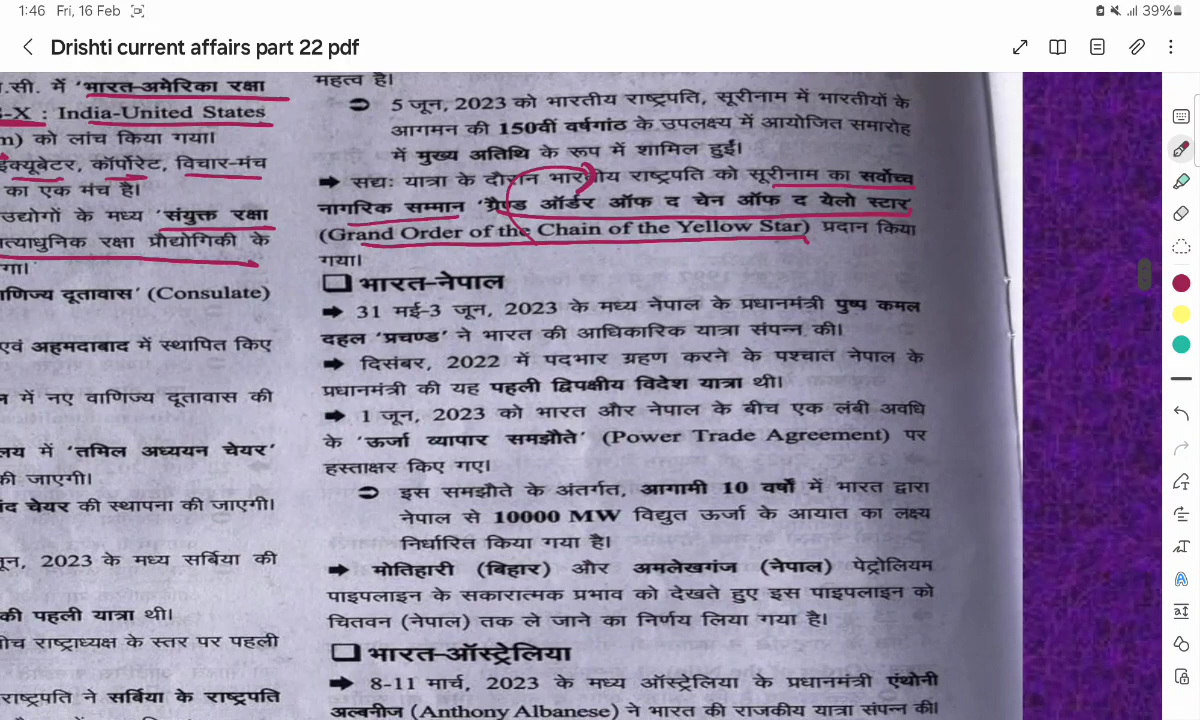 1:46 Fri, 16 Feb
39%
Drishti current affairs part 22 pdf
.सी. में 'भारत-अमेरिका रक्षा
-X : India-United States
m) को लांच किया गया।
इंक्यूबेटर, कॉर्पोरेट, विचार-मंच
का एक मंच है।
उद्योगों के मध्य 'संयुक्त रक्षा
त्याधुनिक रक्षा प्रौद्योगिकी के
गा।
णिज्य दूतावास' (Consulate)
एवं अहमदाबाद में स्थापित किए
न में नए वाणिज्य दूतावास की
लय में 'तमिल अध्ययन चेयर'
की जाएगी।
द चेयर की स्थापना की जाएगी।
जून, 2023 के मध्य सर्बिया की
की पहली यात्रा थी।
बीच राष्ट्राध्यक्ष के स्तर पर पहली
राष्ट्रपति ने सर्बिया के राष्ट्रपति
महत्व है।
5 जून, 2023 को भारतीय राष्ट्रपति, सूरीनाम में भारतीयों के
आगमन की 150वीं वर्षगांठ के उपलक्ष्य में आयोजित समारोह
में मुख्य अतिथि के रूप में शामिल हुईं।
सद्यः यात्रा के दौरान भारतीय राष्ट्रपति को सूरीनाम का सर्वोच्च
नागरिक सम्मान 'ग्रैण्ड ऑर्डर ऑफ द चेन ऑफ द येलो स्टार'
(Grand Order of the Chain of the Yellow Star) प्रदान किया
गया।
भारत-नेपाल
31 मई-3 जून, 2023 के मध्य नेपाल के प्रधानमंत्री पुष्प कमल
दहल 'प्रचण्ड' ने भारत की आधिकारिक यात्रा संपन्न की।
दिसंबर, 2022 में पदभार ग्रहण करने के पश्चात नेपाल के
प्रधानमंत्री की यह पहली द्विपक्षीय विदेश यात्रा थी।
1 जून, 2023 को भारत और नेपाल के बीच एक लंबी अवधि
के 'ऊर्जा व्यापार समझौते' (Power Trade Agreement) पर
हस्ताक्षर किए गए।
इस समझौते के अंतर्गत, आगामी 10 वर्षों में भारत द्वारा
नेपाल से 10000 MW विद्युत ऊर्जा के आयात का लक्ष्य
निर्धारित किया गया है।
मोतिहारी (बिहार) और अमलेखगंज (नेपाल) पेट्रोलियम
पाइपलाइन के सकारात्मक प्रभाव को देखते हुए इस पाइपलाइन को
चितवन (नेपाल) तक ले जाने का निर्णय लिया गया है।
भारत-ऑस्ट्रेलिया
8-11 मार्च, 2023 के मध्य ऑस्ट्रेलिया के प्रधानमंत्री एंथोनी
अल्बनीज (Anthony Albanese) ने भारत की राजकीय यात्रा संपन्न की।